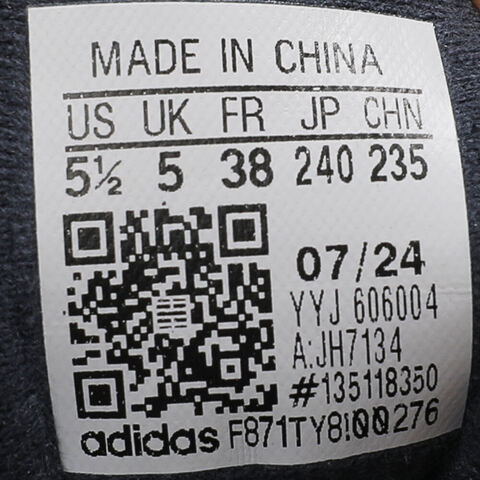 MADE IN CHINA
US UK FR JP CHN
5½ 5 38 240 235
07/24
YYJ 606004
A:JH7134
#135118350
adidas F871TY8!00276